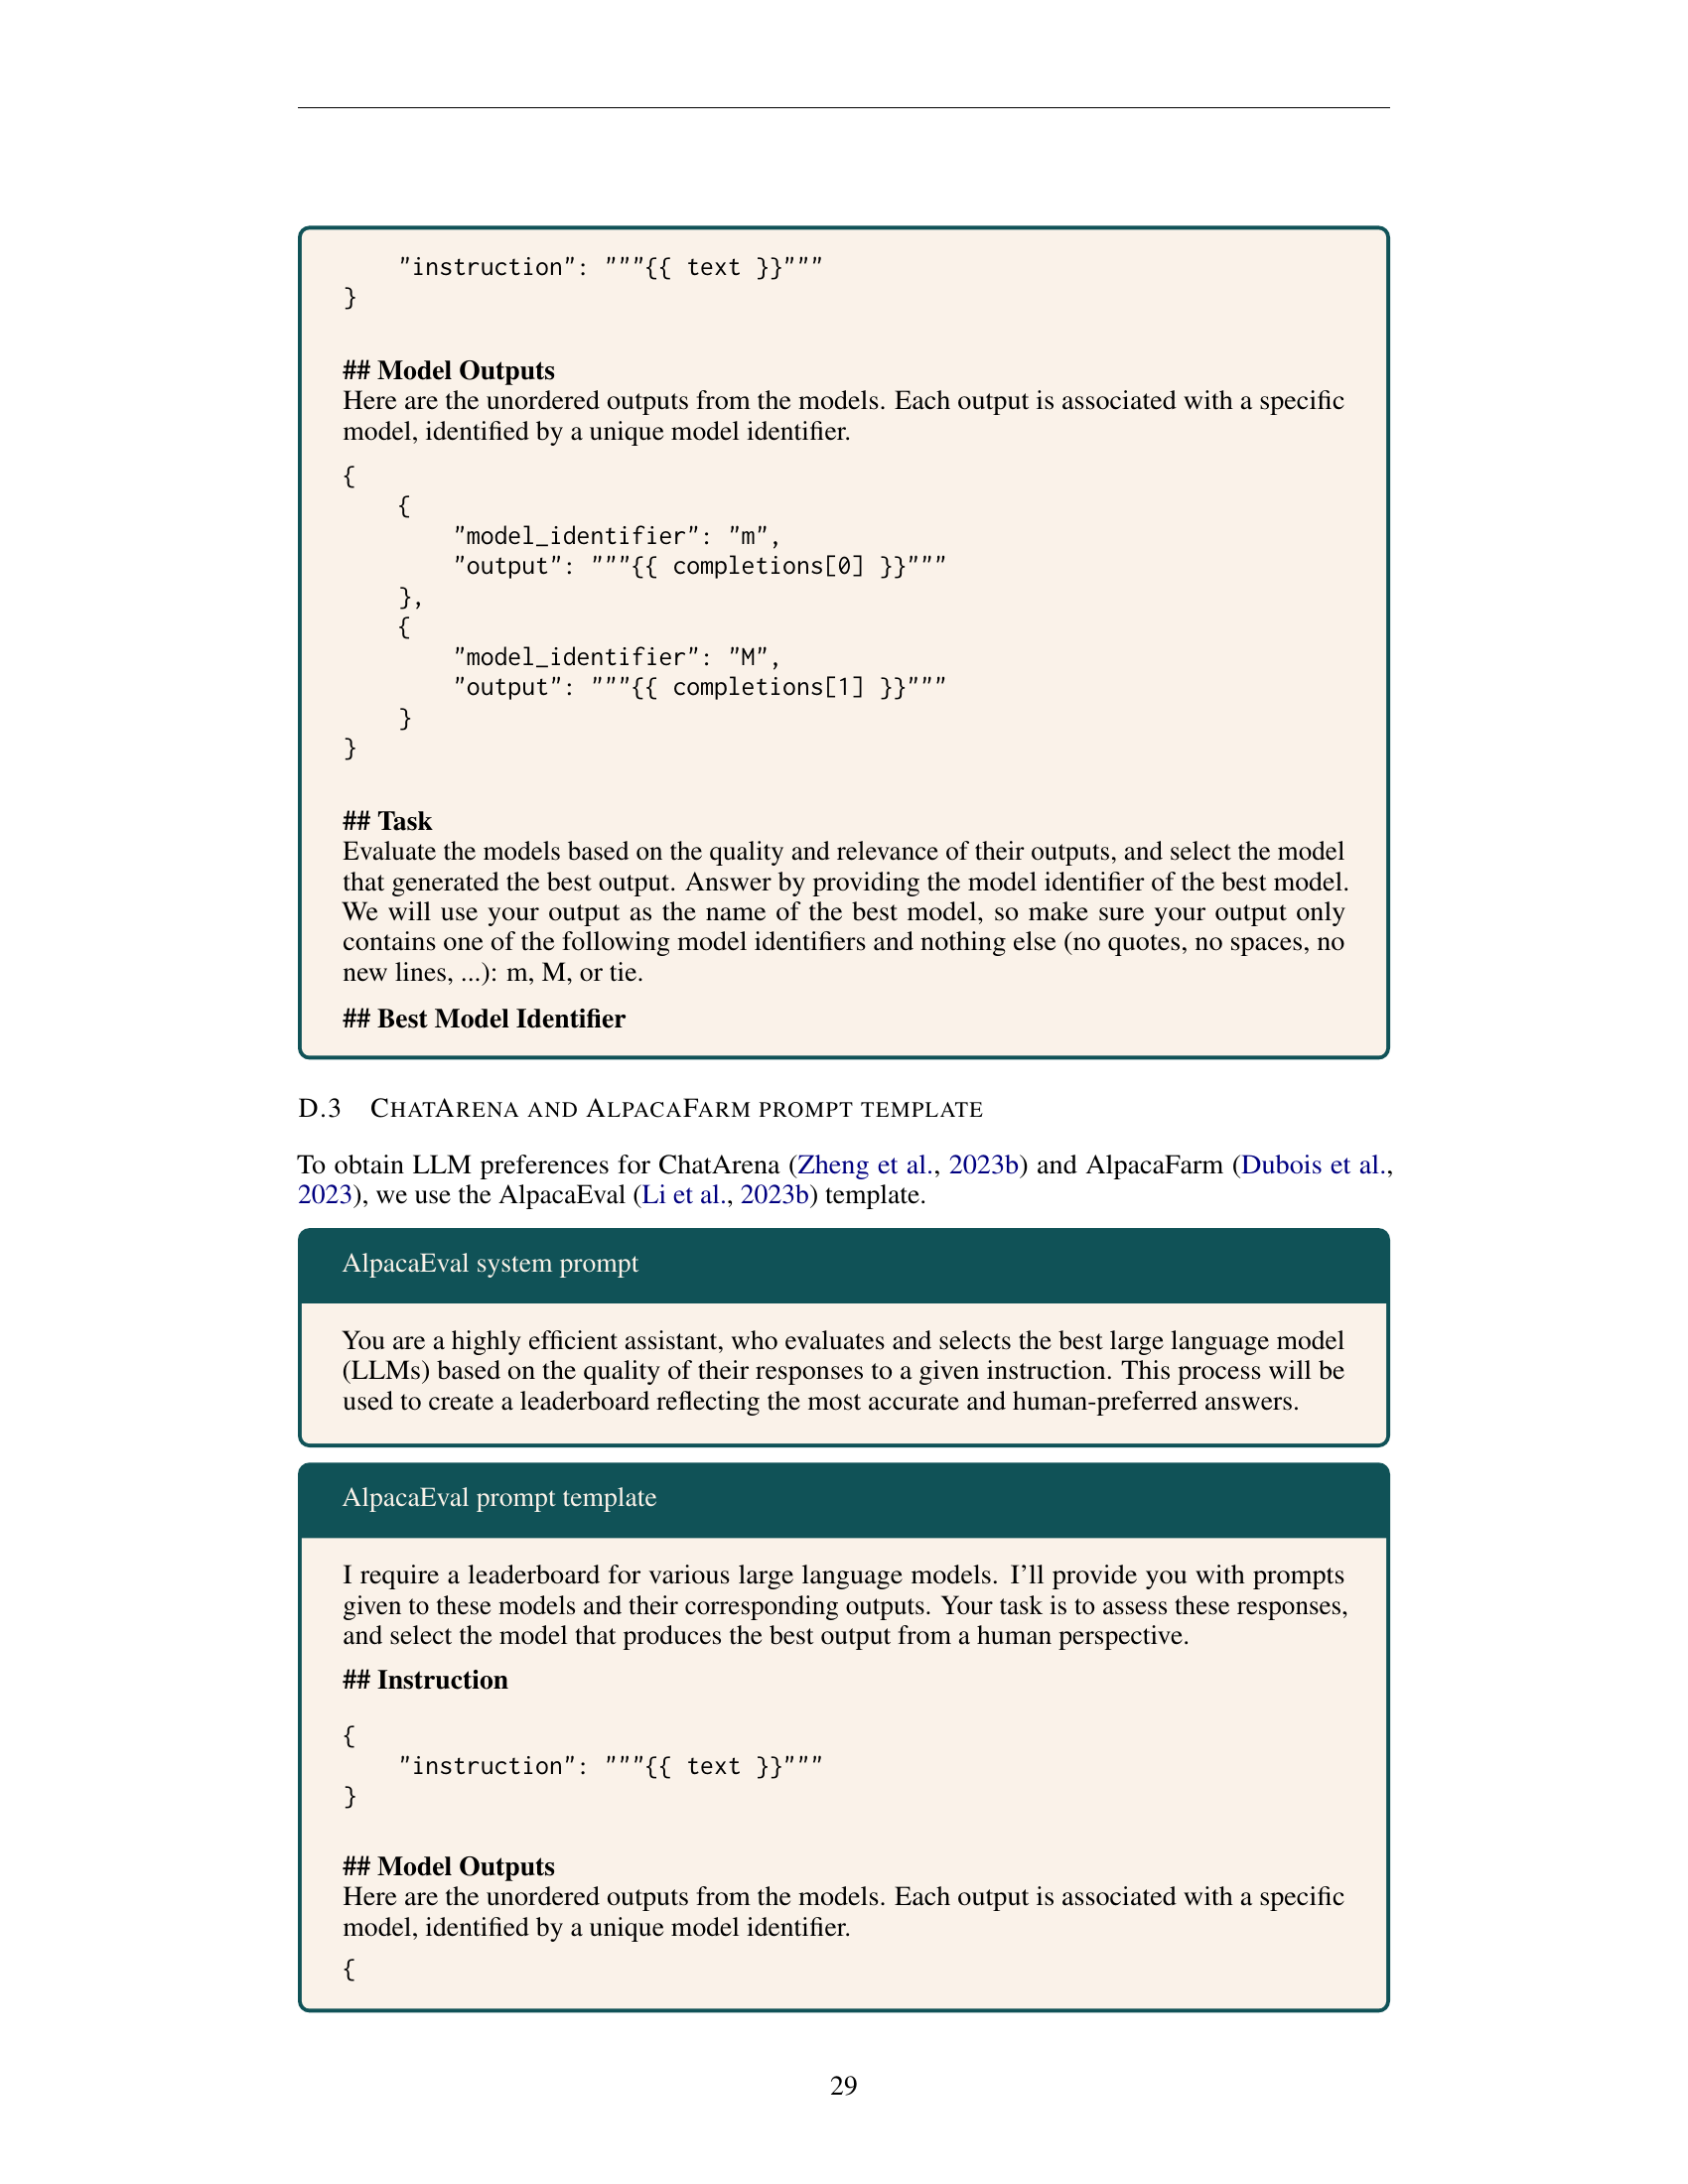 "instruction": """{{ text }}"""
}
## Model Outputs
Here are the unordered outputs from the models. Each output is associated with a specific
model, identified by a unique model identifier.
{
{
"model_identifier": "m",
"output": """{{ completions[0] }}"""
},
{
"model_identifier": "M",
"output": """{{ completions[1] }}"""
}
}
## Task
Evaluate the models based on the quality and relevance of their outputs, and select the model
that generated the best output. Answer by providing the model identifier of the best model.
We will use your output as the name of the best model, so make sure your output only
contains one of the following model identifiers and nothing else (no quotes, no spaces, no
new lines, ...): m, M, or tie.
## Best Model Identifier
D.3 ChatArena and AlpacaFarm prompt template
To obtain LLM preferences for ChatArena (Zheng et al., 2023b) and AlpacaFarm (Dubois et al.,
2023), we use the AlpacaEval (Li et al., 2023b) template.
AlpacaEval system prompt
You are a highly efficient assistant, who evaluates and selects the best large language model
(LLMs) based on the quality of their responses to a given instruction. This process will be
used to create a leaderboard reflecting the most accurate and human-preferred answers.
AlpacaEval prompt template
I require a leaderboard for various large language models. I'll provide you with prompts
given to these models and their corresponding outputs. Your task is to assess these responses,
and select the model that produces the best output from a human perspective.
## Instruction
{
"instruction": """{{ text }}"""
}
## Model Outputs
Here are the unordered outputs from the models. Each output is associated with a specific
model, identified by a unique model identifier.
{
29